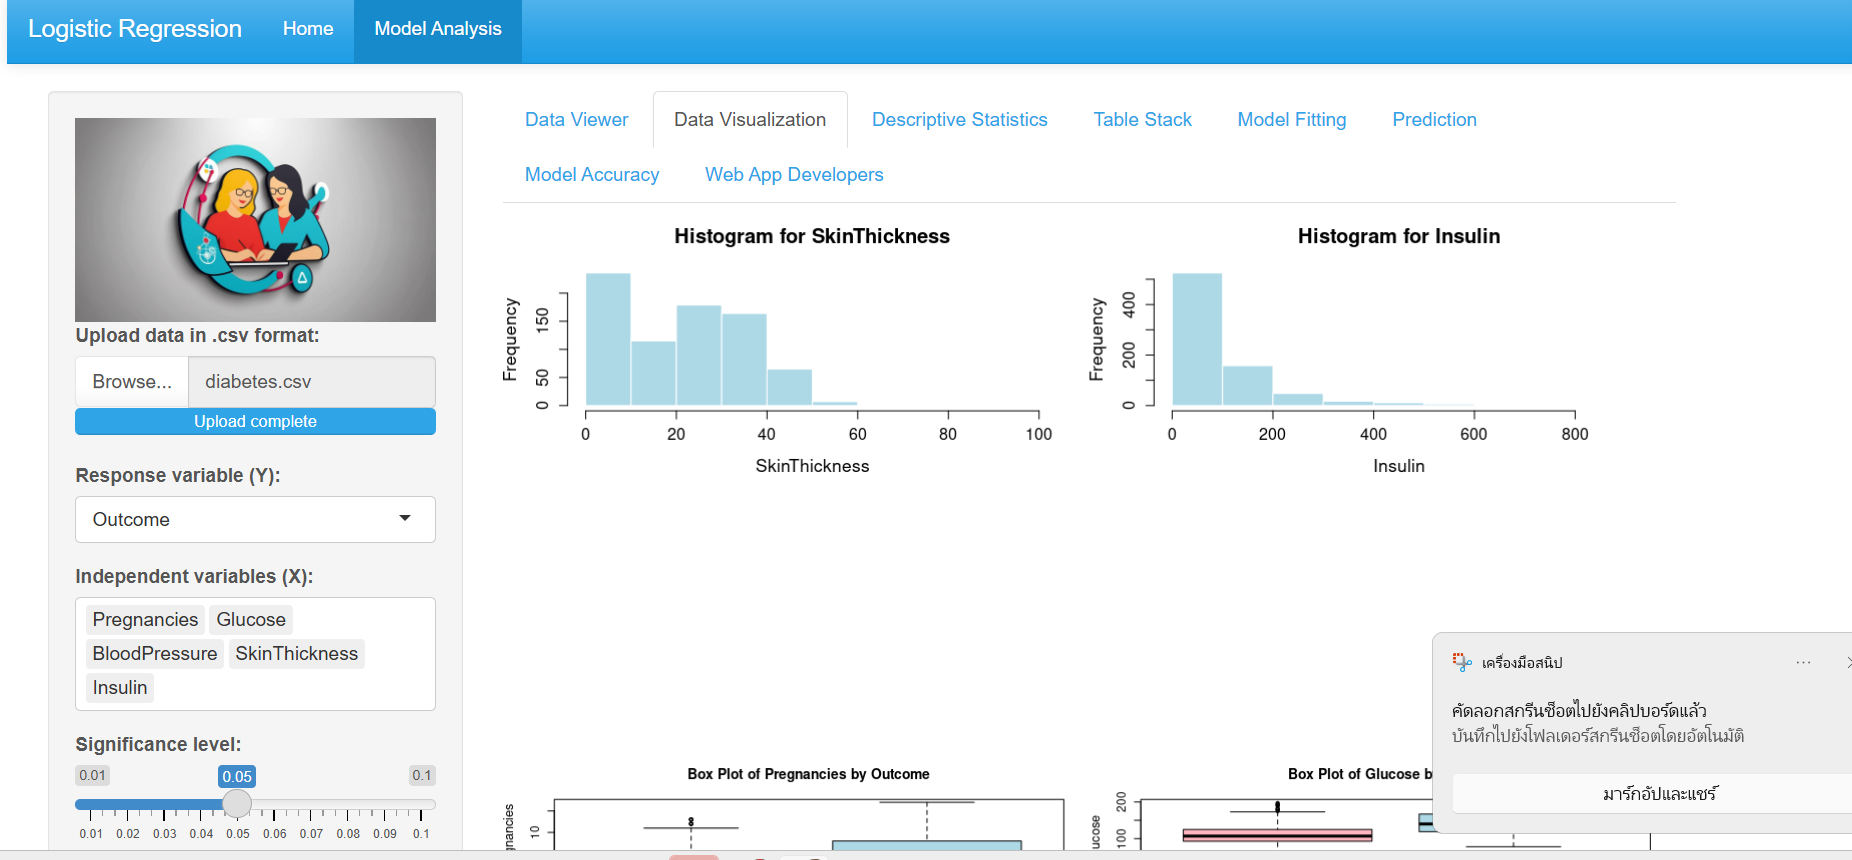 Logistic Regression Home Model Analysis
Upload data in .csv format:
Browse... diabetes.csv
Upload complete
Response variable (Y):
Outcome
Independent variables (X):
Pregnancies Glucose
BloodPressure SkinThickness
Insulin
Significance level:
0.01 0.05 0.1
0.01 0.02 0.03 0.04 0.05 0.06 0.07 0.08 0.09 0.1
Data Viewer Data Visualization Descriptive Statistics Table Stack Model Fitting Prediction
Model Accuracy Web App Developers
Histogram for SkinThickness
Frequency
0 50 150
0 20 40 60 80 100
SkinThickness
Histogram for Insulin
Frequency
0 200 400
0 200 400 600 800
Insulin
Box Plot of Pregnancies by Outcome
10
Box Plot of Glucose b
100 200
เครื่องมือสนิป
คัดลอกสกรีนช็อตไปยังคลิปบอร์ดแล้ว
บันทึกไปยังโฟลเดอร์สกรีนช็อตโดยอัตโนมัติ
มาร์กอัปและแชร์